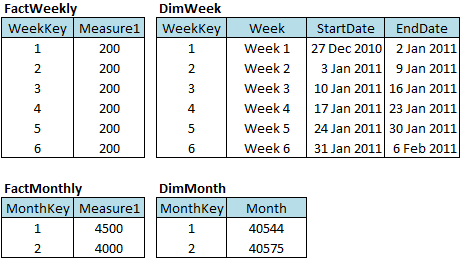 FactWeekly DimWeek
WeekKey Measure1 WeekKey Week StartDate EndDate
1 200 1 Week 1 27 Dec 2010 2 Jan 2011
2 200 2 Week 2 3 Jan 2011 9 Jan 2011
3 200 3 Week 3 10 Jan 2011 16 Jan 2011
4 200 4 Week 4 17 Jan 2011 23 Jan 2011
5 200 5 Week 5 24 Jan 2011 30 Jan 2011
6 200 6 Week 6 31 Jan 2011 6 Feb 2011
FactMonthly DimMonth
MonthKey Measure1 MonthKey Month
1 4500 1 40544
2 4000 2 40575